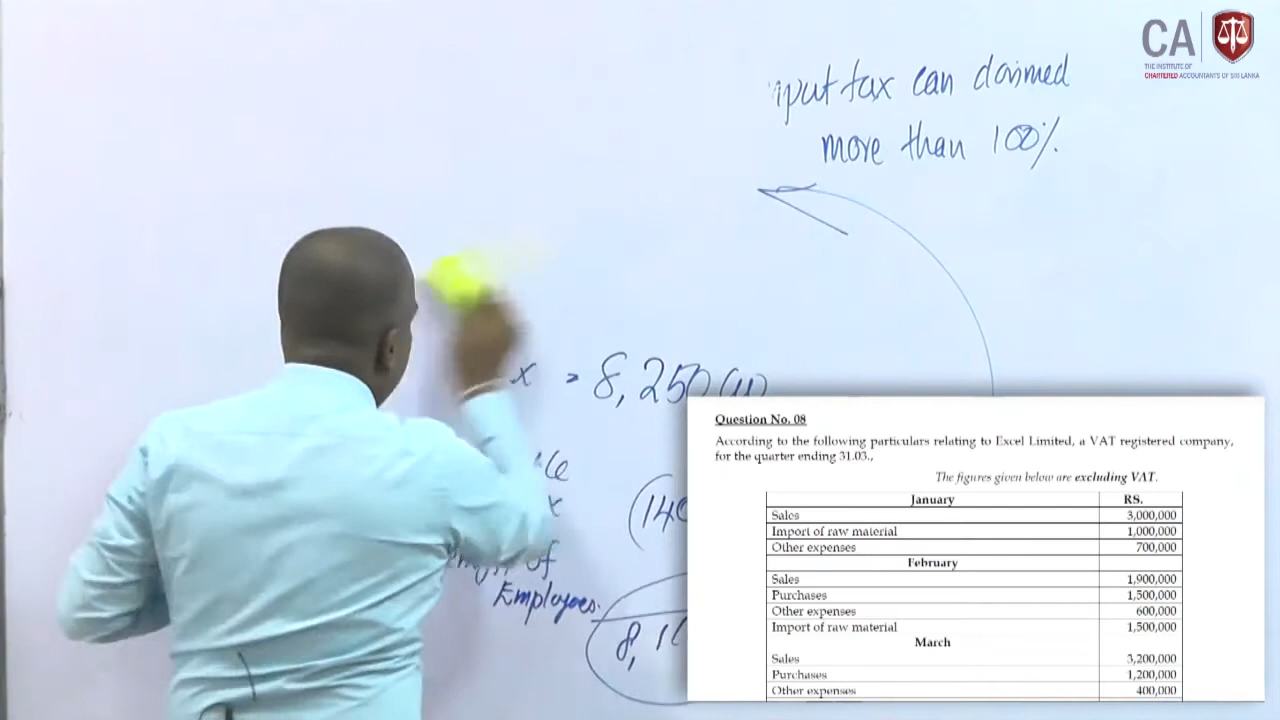 CA
THE INSTITUTE OF
CHARTERED ACCOUNTANTS OF SRI LANKA
input tax can claimed
more than 100%
x = 8,250
(140
of
Employees.
8,10
Question No. 08
According to the following particulars relating to Excel Limited, a VAT registered company,
for the quarter ending 31.03.,
The figures given below are excluding VAT.
January RS.
Sales 3,000,000
Import of raw material 1,000,000
Other expenses 700,000
February
Sales 1,900,000
Purchases 1,500,000
Other expenses 600,000
Import of raw material 1,500,000
March
Sales 3,200,000
Purchases 1,200,000
Other expenses 400,000